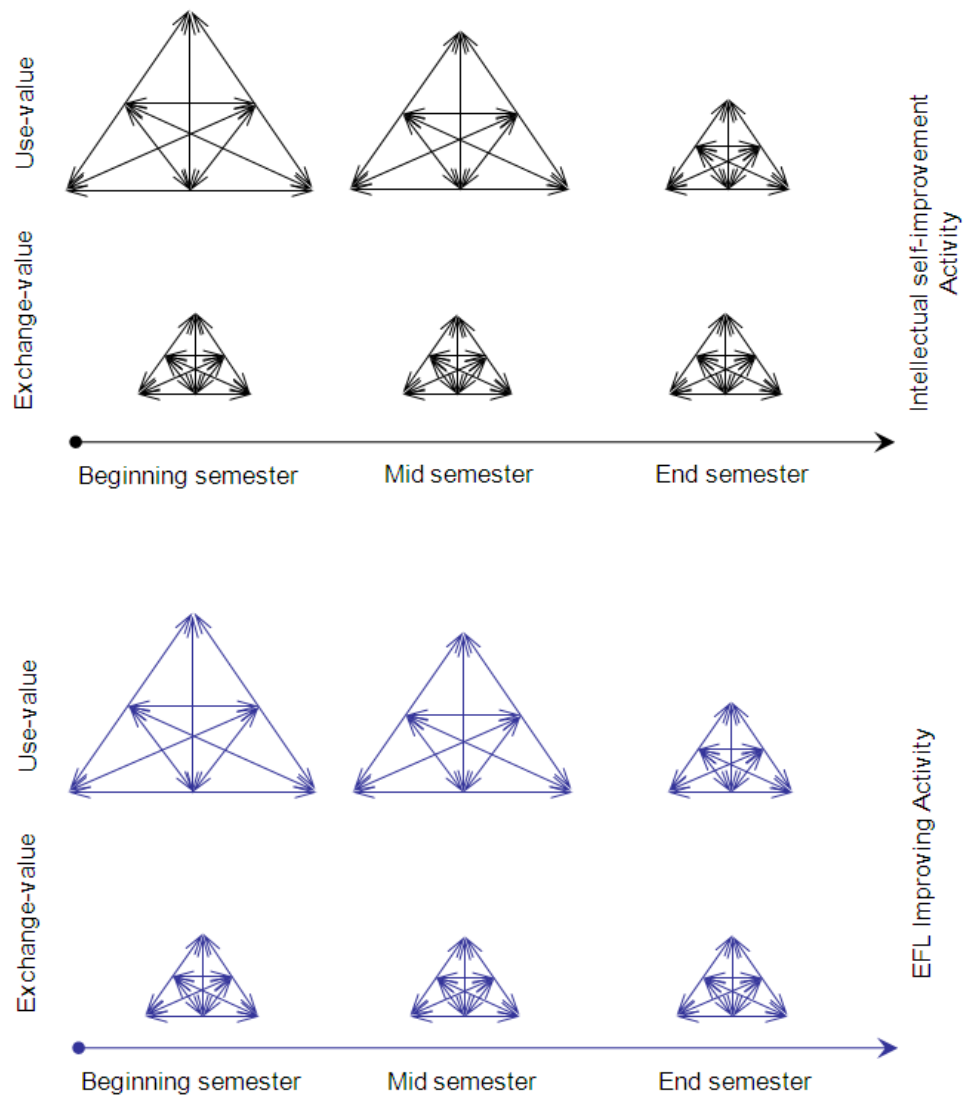 Use-value
Exchange-value
Intellectual self-improvement
Activity
Beginning semester
Mid semester
End semester
Use-value
Exchange-value
EFL Improving Activity
Beginning semester
Mid semester
End semester